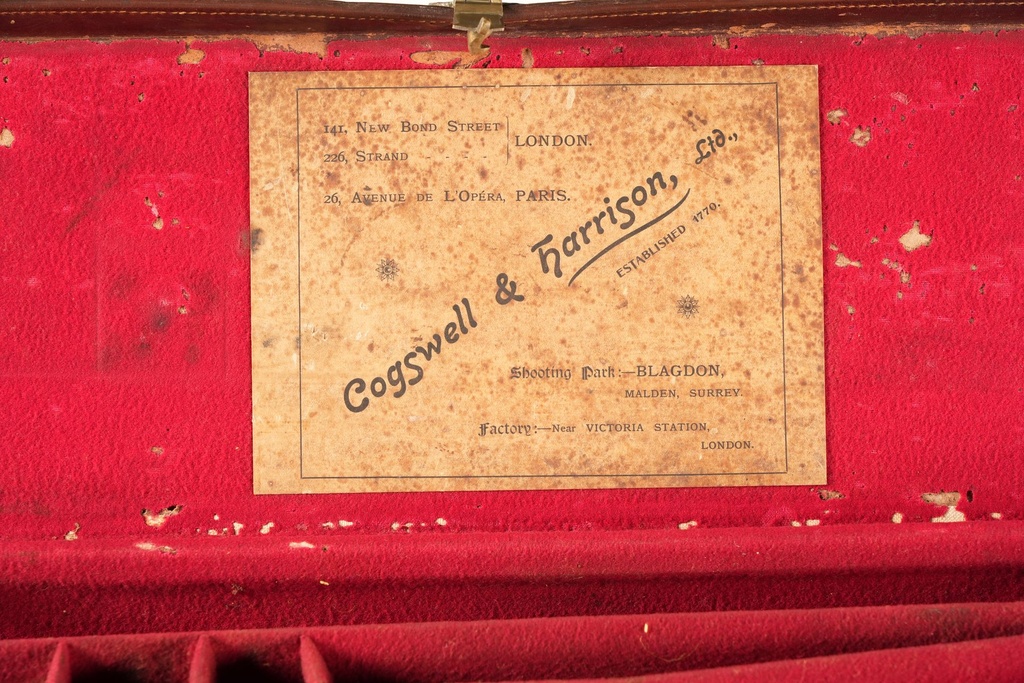 141, New Bond Street
LONDON.
226, Strand - - - -
26, Avenue de L'Opéra, PARIS.
Cogswell & Harrison, Ltd.,
ESTABLISHED 1770.
Shooting Park:—BLAGDON,
MALDEN, SURREY.
Factory:—Near VICTORIA STATION,
LONDON.